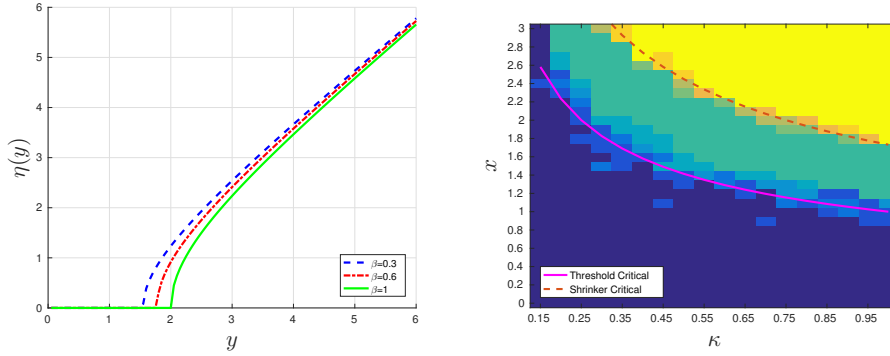 6
5
4
3
2
1
0
η(y)
0 1 2 3 4 5 6
y
β=0.3
β=0.6
β=1
3
2.8
2.6
2.4
2.2
2
1.8
1.6
1.4
1.2
1
0.8
0.6
0.4
0.2
0
x
0.15 0.25 0.35 0.45 0.55 0.65 0.75 0.85 0.95
κ
Threshold Critical
Shrinker Critical